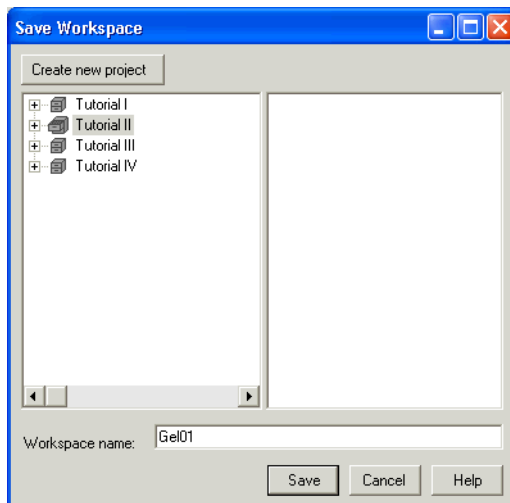 Save Workspace
Create new project
Tutorial I
Tutorial II
Tutorial III
Tutorial IV
Workspace name: Gel01
Save Cancel Help